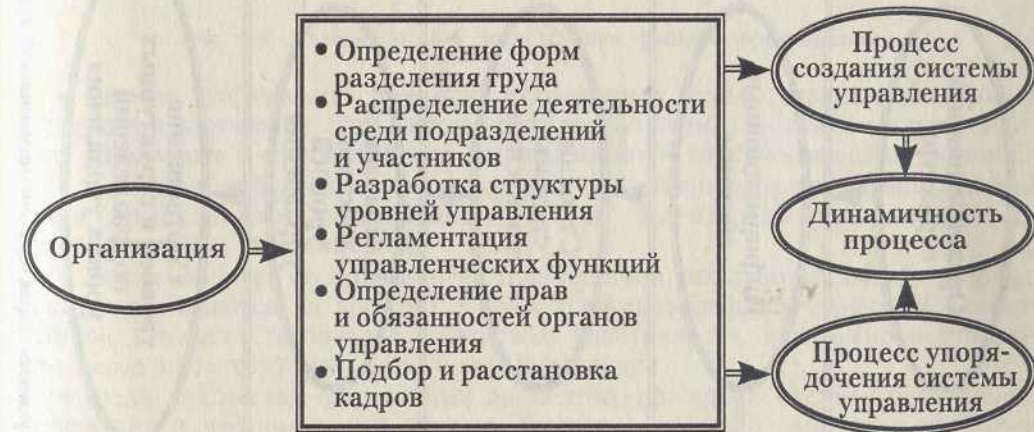 Организация
• Определение форм
разделения труда
• Распределение деятельности
среди подразделений
и участников
• Разработка структуры
уровней управления
• Регламентация
управленческих функций
• Определение прав
и обязанностей органов
управления
• Подбор и расстановка
кадров
Процесс
создания системы
управления
Динамичность
процесса
Процесс упоря-
дочения системы
управления